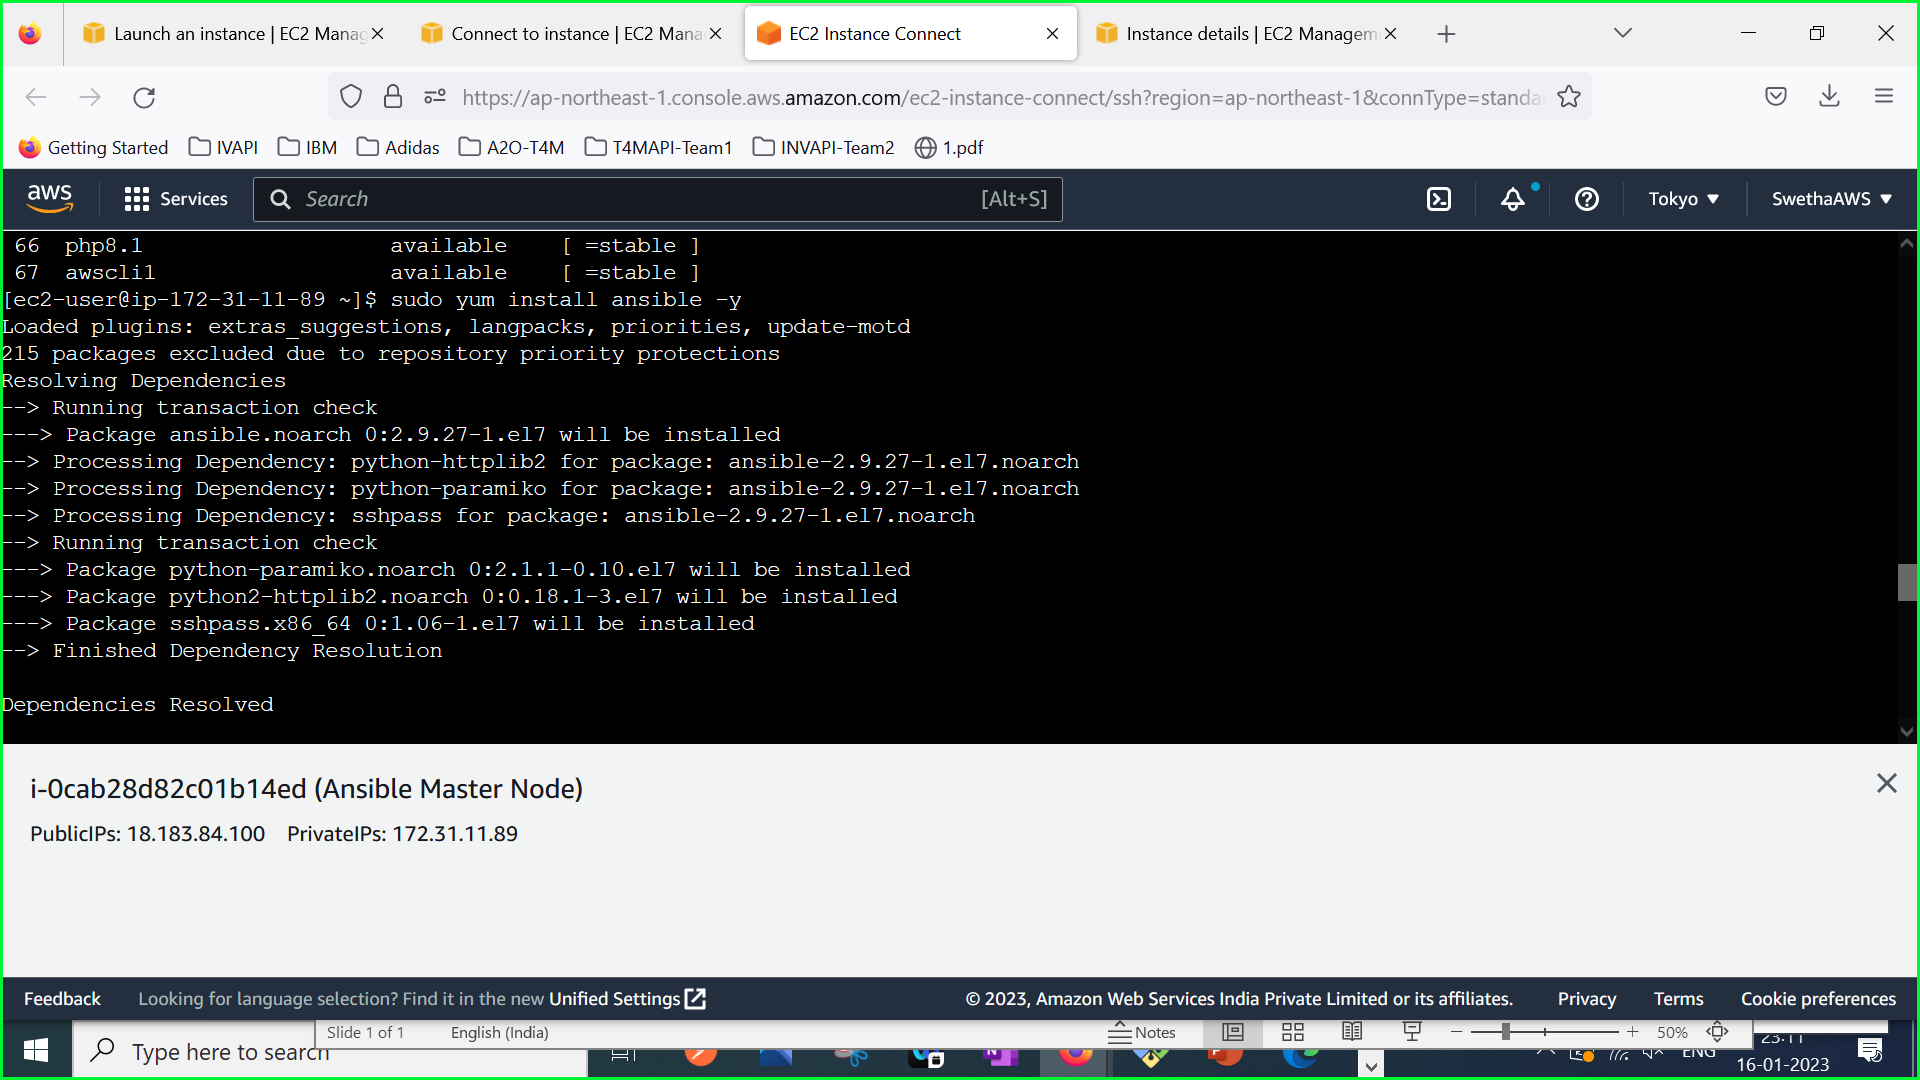 Launch an instance | EC2 Manag
Connect to instance | EC2 Mana
EC2 Instance Connect
Instance details | EC2 Managem
https://ap-northeast-1.console.aws.amazon.com/ec2-instance-connect/ssh?region=ap-northeast-1&connType=standa
Getting Started
IVAPI
IBM
Adidas
A2O-T4M
T4MAPI-Team1
INVAPI-Team2
1.pdf
aws
Services
Search
[Alt+S]
Tokyo
SwethaAWS
66 php8.1 available [ =stable ]
67 awscli1 available [ =stable ]
[ec2-user@ip-172-31-11-89 ~]$ sudo yum install ansible -y
Loaded plugins: extras_suggestions, langpacks, priorities, update-motd
215 packages excluded due to repository priority protections
Resolving Dependencies
--> Running transaction check
---> Package ansible.noarch 0:2.9.27-1.el7 will be installed
--> Processing Dependency: python-httplib2 for package: ansible-2.9.27-1.el7.noarch
--> Processing Dependency: python-paramiko for package: ansible-2.9.27-1.el7.noarch
--> Processing Dependency: sshpass for package: ansible-2.9.27-1.el7.noarch
--> Running transaction check
---> Package python-paramiko.noarch 0:2.1.1-0.10.el7 will be installed
---> Package python2-httplib2.noarch 0:0.18.1-3.el7 will be installed
---> Package sshpass.x86_64 0:1.06-1.el7 will be installed
--> Finished Dependency Resolution
Dependencies Resolved
i-0cab28d82c01b14ed (Ansible Master Node)
PublicIPs: 18.183.84.100 PrivateIPs: 172.31.11.89
Feedback
Looking for language selection? Find it in the new Unified Settings
© 2023, Amazon Web Services India Private Limited or its affiliates.
Privacy
Terms
Cookie preferences
Slide 1 of 1
English (India)
Notes
50%
Type here to search
ENG
23:11
16-01-2023